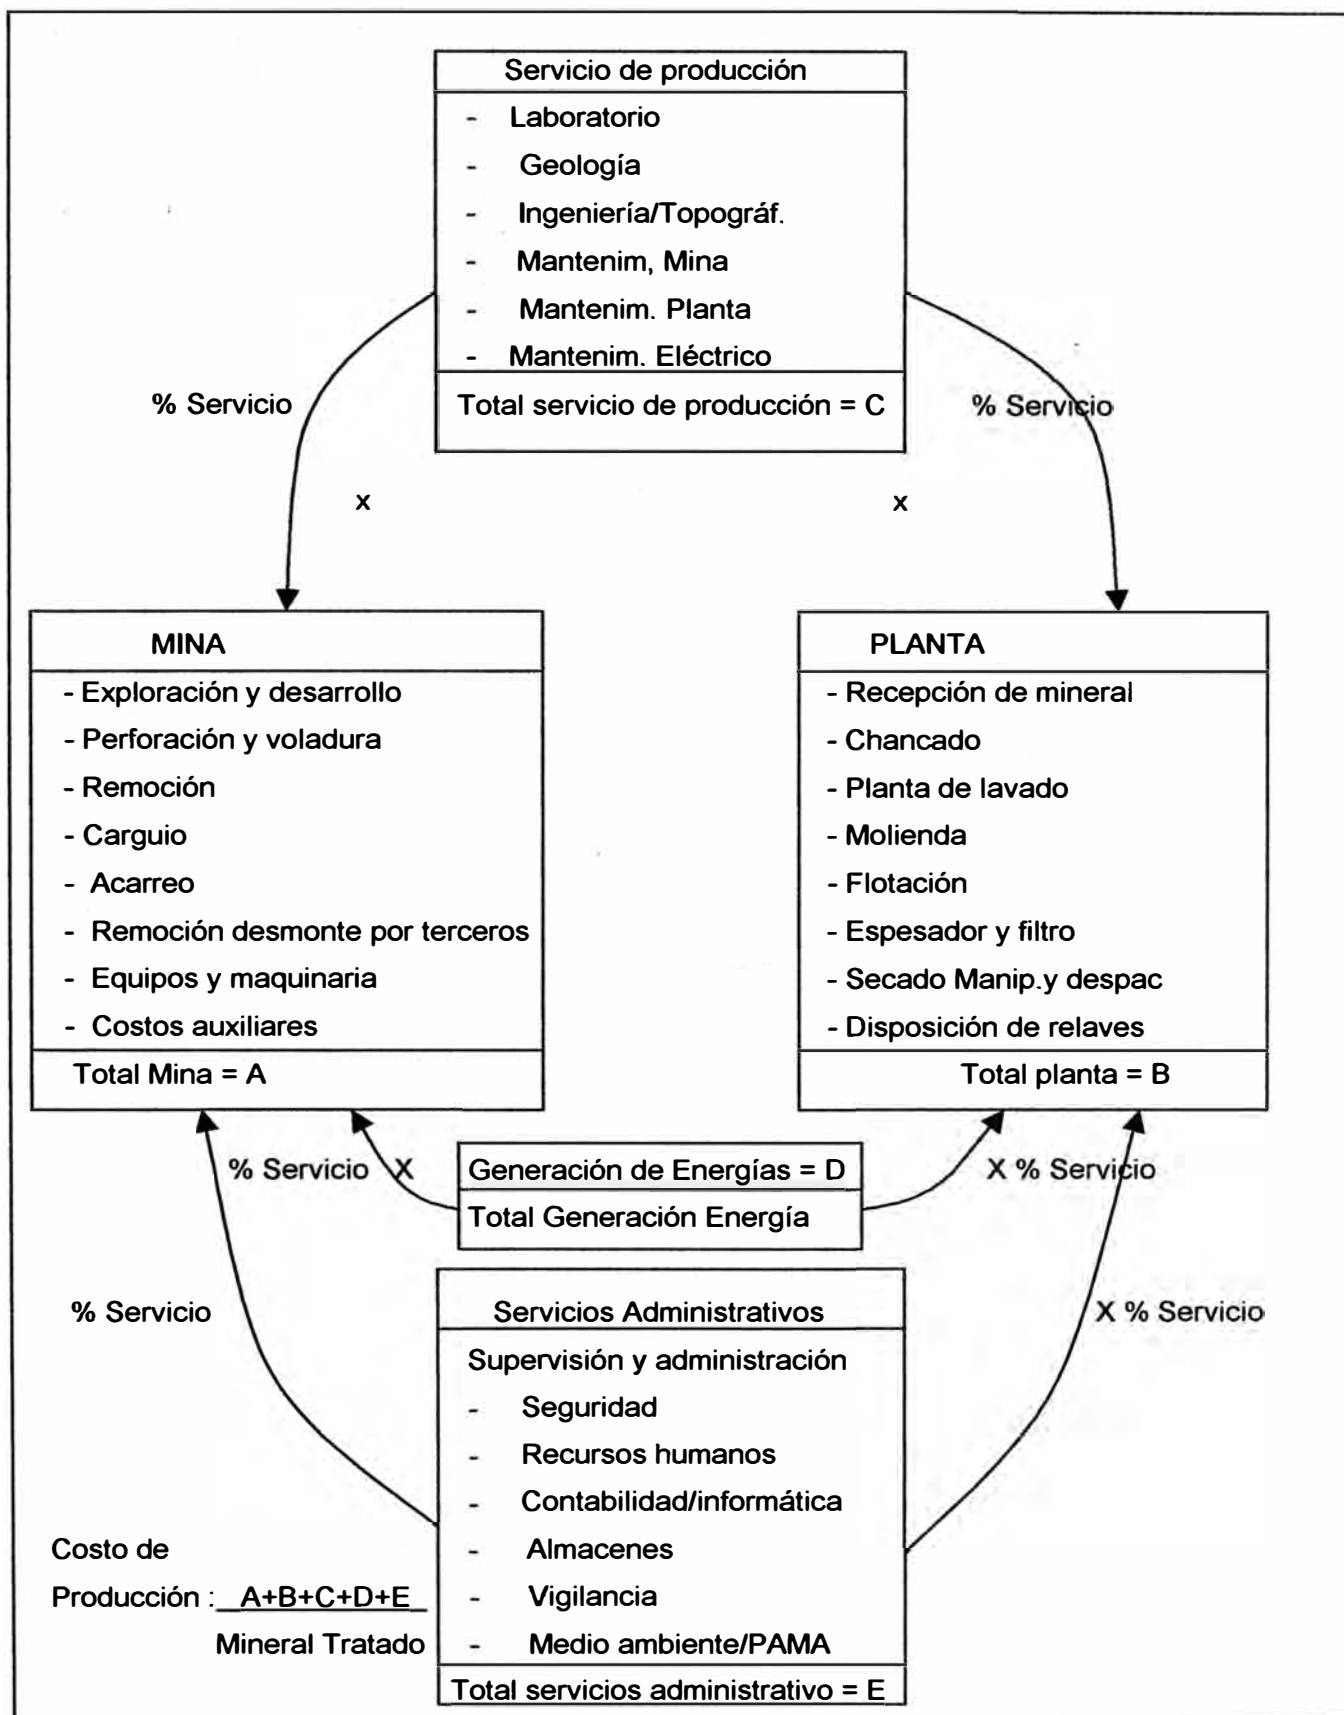 Servicio de producción
- Laboratorio
- Geología
- Ingeniería/Topográf.
- Mantenim, Mina
- Mantenim. Planta
- Mantenim. Eléctrico
Total servicio de producción = C
% Servicio
% Servicio
x
x
MINA
- Exploración y desarrollo
- Perforación y voladura
- Remoción
- Carguio
- Acarreo
- Remoción desmonte por terceros
- Equipos y maquinaria
- Costos auxiliares
Total Mina = A
PLANTA
- Recepción de mineral
- Chancado
- Planta de lavado
- Molienda
- Flotación
- Espesador y filtro
- Secado Manip.y despac
- Disposición de relaves
Total planta = B
% Servicio X
Generación de Energías = D
Total Generación Energía
X % Servicio
% Servicio
X % Servicio
Servicios Administrativos
Supervisión y administración
- Seguridad
- Recursos humanos
- Contabilidad/informática
- Almacenes
- Vigilancia
- Medio ambiente/PAMA
Total servicios administrativo = E
Costo de
Producción : A+B+C+D+E
Mineral Tratado